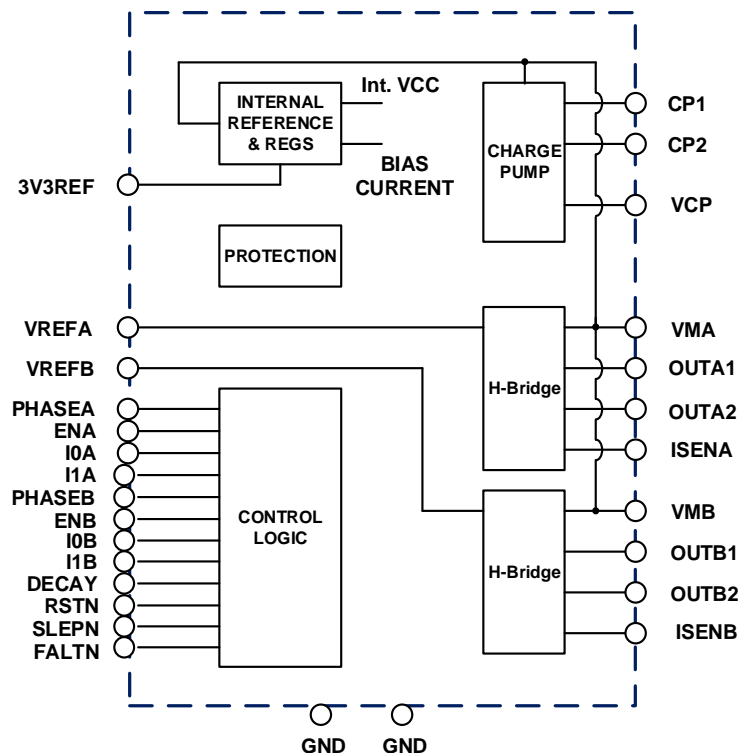 Int. VCC
INTERNAL
REFERENCE
& REGS
BIAS
CURRENT
CHARGE
PUMP
CP1
CP2
VCP
3V3REF
PROTECTION
VREFA
VREFB
PHASEA
ENA
I0A
I1A
PHASEB
ENB
I0B
I1B
DECAY
RSTN
SLEPN
FALTN
CONTROL
LOGIC
H-Bridge
VMA
OUTA1
OUTA2
ISENA
H-Bridge
VMB
OUTB1
OUTB2
ISENB
GND
GND